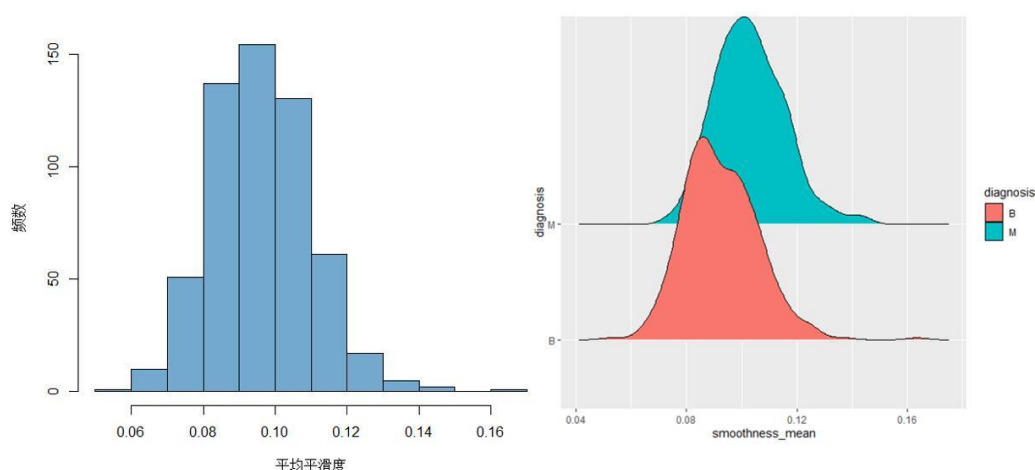 频数
150
100
50
0
0.06 0.08 0.10 0.12 0.14 0.16
平均平滑度
diagnosis
M
B
0.04 0.08 0.12 0.16
smoothness_mean
diagnosis
B
M